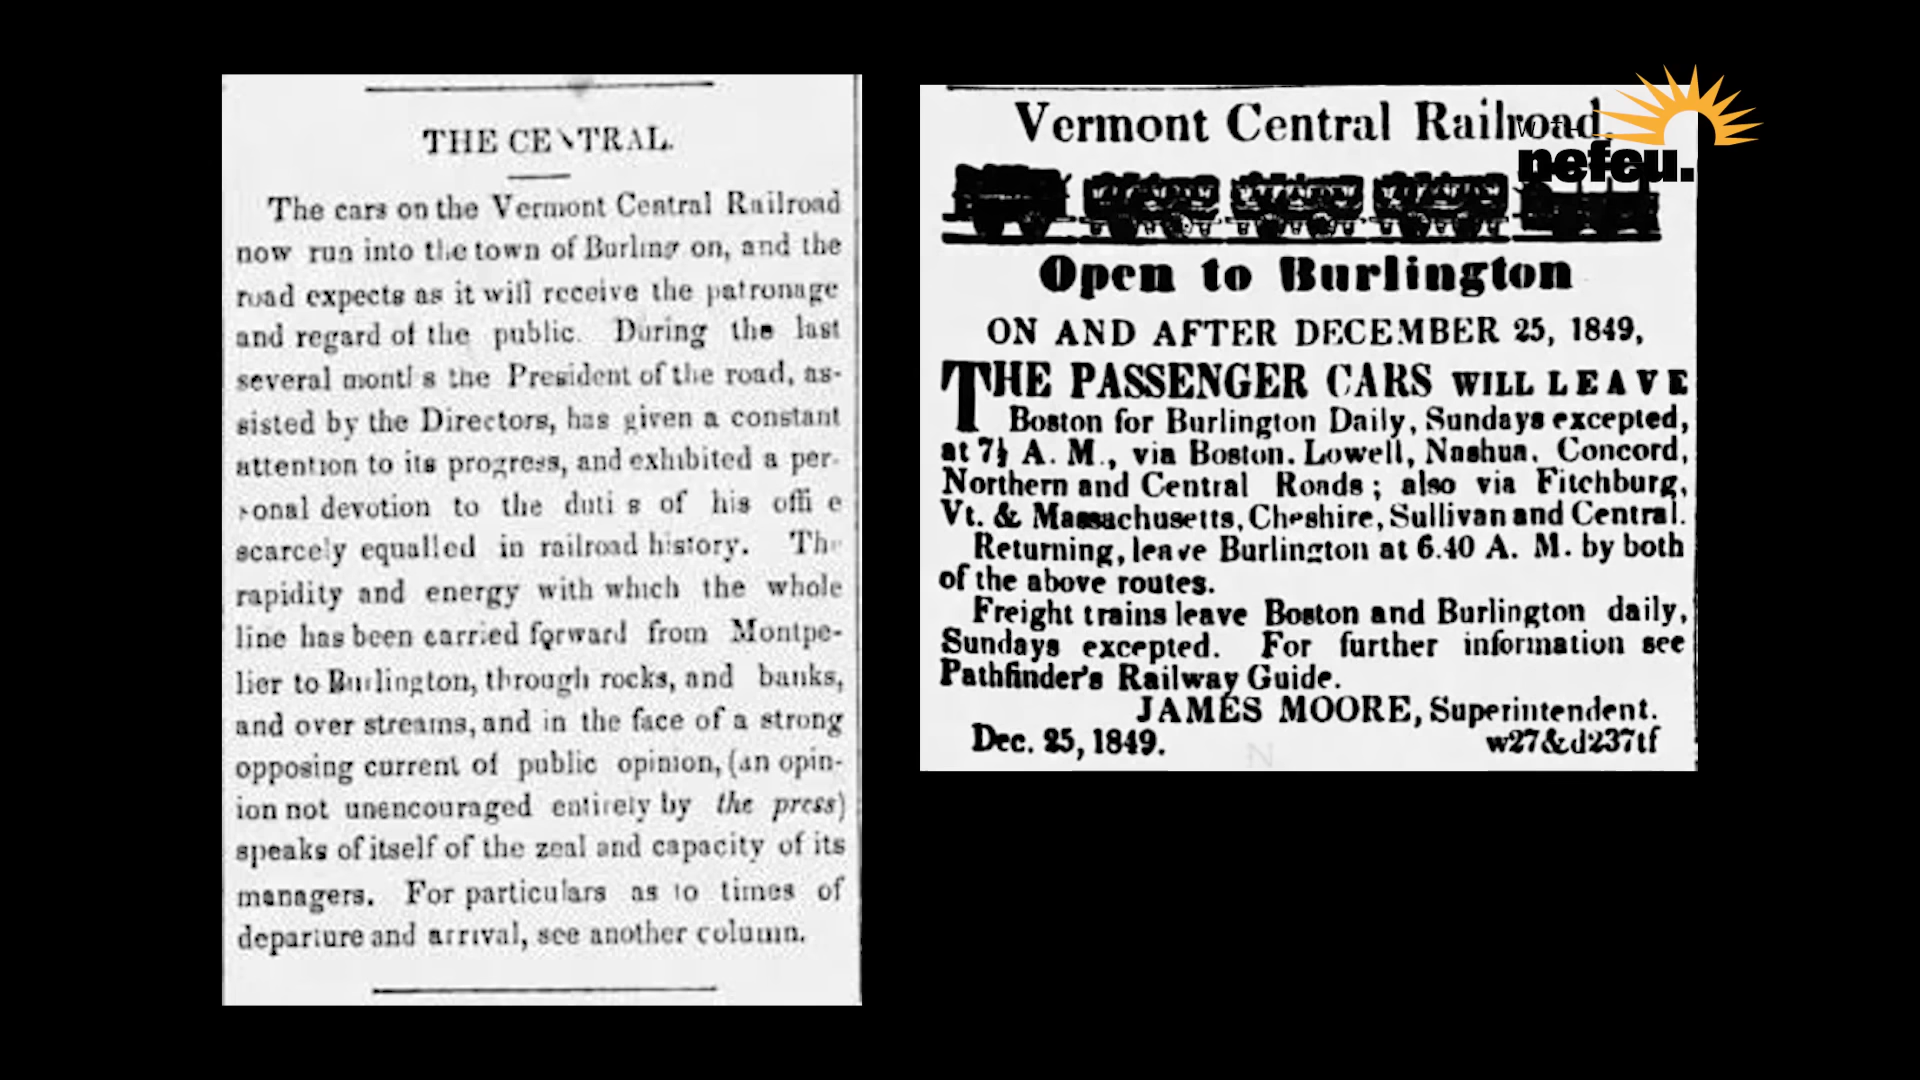 THE CENTRAL.
The cars on the Vermont Central Railroad
now run into the town of Burling on, and the
road expects as it will receive the patronage
and regard of the public. During the last
several montl s the President of the road, as-
sisted by the Directors, has given a constant
attention to its progress, and exhibited a per-
sonal devotion to the duti s of his offi e
scarcely equalled in railroad history. The
rapidity and energy with which the whole
line has been carried forward from Montpe-
lier to Burlington, through rocks, and banks,
and over streams, and in the face of a strong
opposing current of public opinion, (an opin-
ion not unencouraged entirely by the press)
speaks of itself of the zeal and capacity of its
managers. For particulars as to times of
departure and arrival, see another column.
Vermont Central Railroad.
nefeu.
Open to Burlington
ON AND AFTER DECEMBER 25, 1849,
THE PASSENGER CARS WILL LEAVE
Boston for Burlington Daily, Sundays excepted,
at 7½ A. M., via Boston. Lowell, Nashua, Concord,
Northern and Central Roads; also via Fitchburg,
Vt. & Massachusetts, Cheshire, Sullivan and Central.
Returning, leave Burlington at 6.40 A. M. by both
of the above routes.
Freight trains leave Boston and Burlington daily,
Sundays excepted. For further information see
Pathfinder's Railway Guide.
JAMES MOORE, Superintendent.
Dec. 25, 1849. w27&d237tf